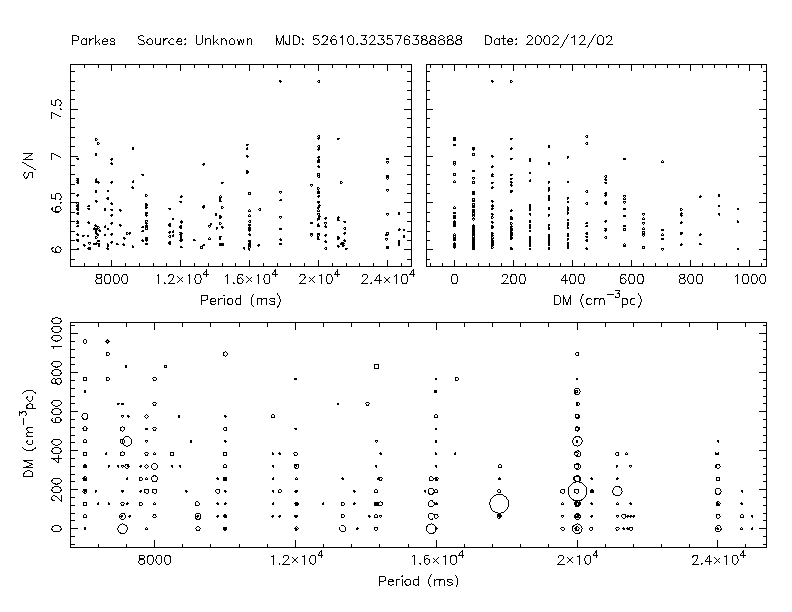 Parkes Source: Unknown MJD: 52610.323576388888 Date: 2002/12/02
S/N
6 6.5 7 7.5
8000 1.2×10⁴ 1.6×10⁴ 2×10⁴ 2.4×10⁴
Period (ms)
0 200 400 600 800 1000
DM (cm⁻³pc)
DM (cm⁻³pc)
0 200 400 600 800 1000
8000 1.2×10⁴ 1.6×10⁴ 2×10⁴ 2.4×10⁴
Period (ms)